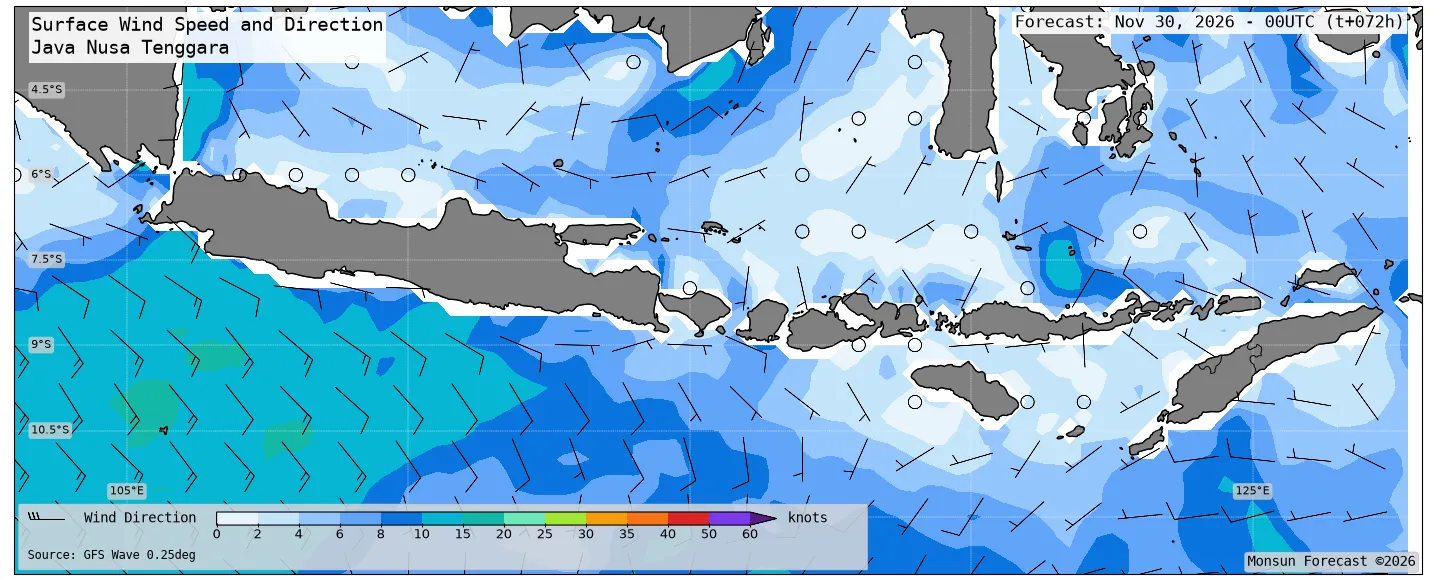 Surface Wind Speed and Direction
Java Nusa Tenggara
Forecast: Nov 30, 2026 - 00UTC (t+072h)
4.5°S
6°S
7.5°S
9°S
10.5°S
105°E
125°E
Wind Direction
0 2 4 6 8 10 15 20 25 30 35 40 50 60
knots
Source: GFS Wave 0.25deg
Monsun Forecast ©2026